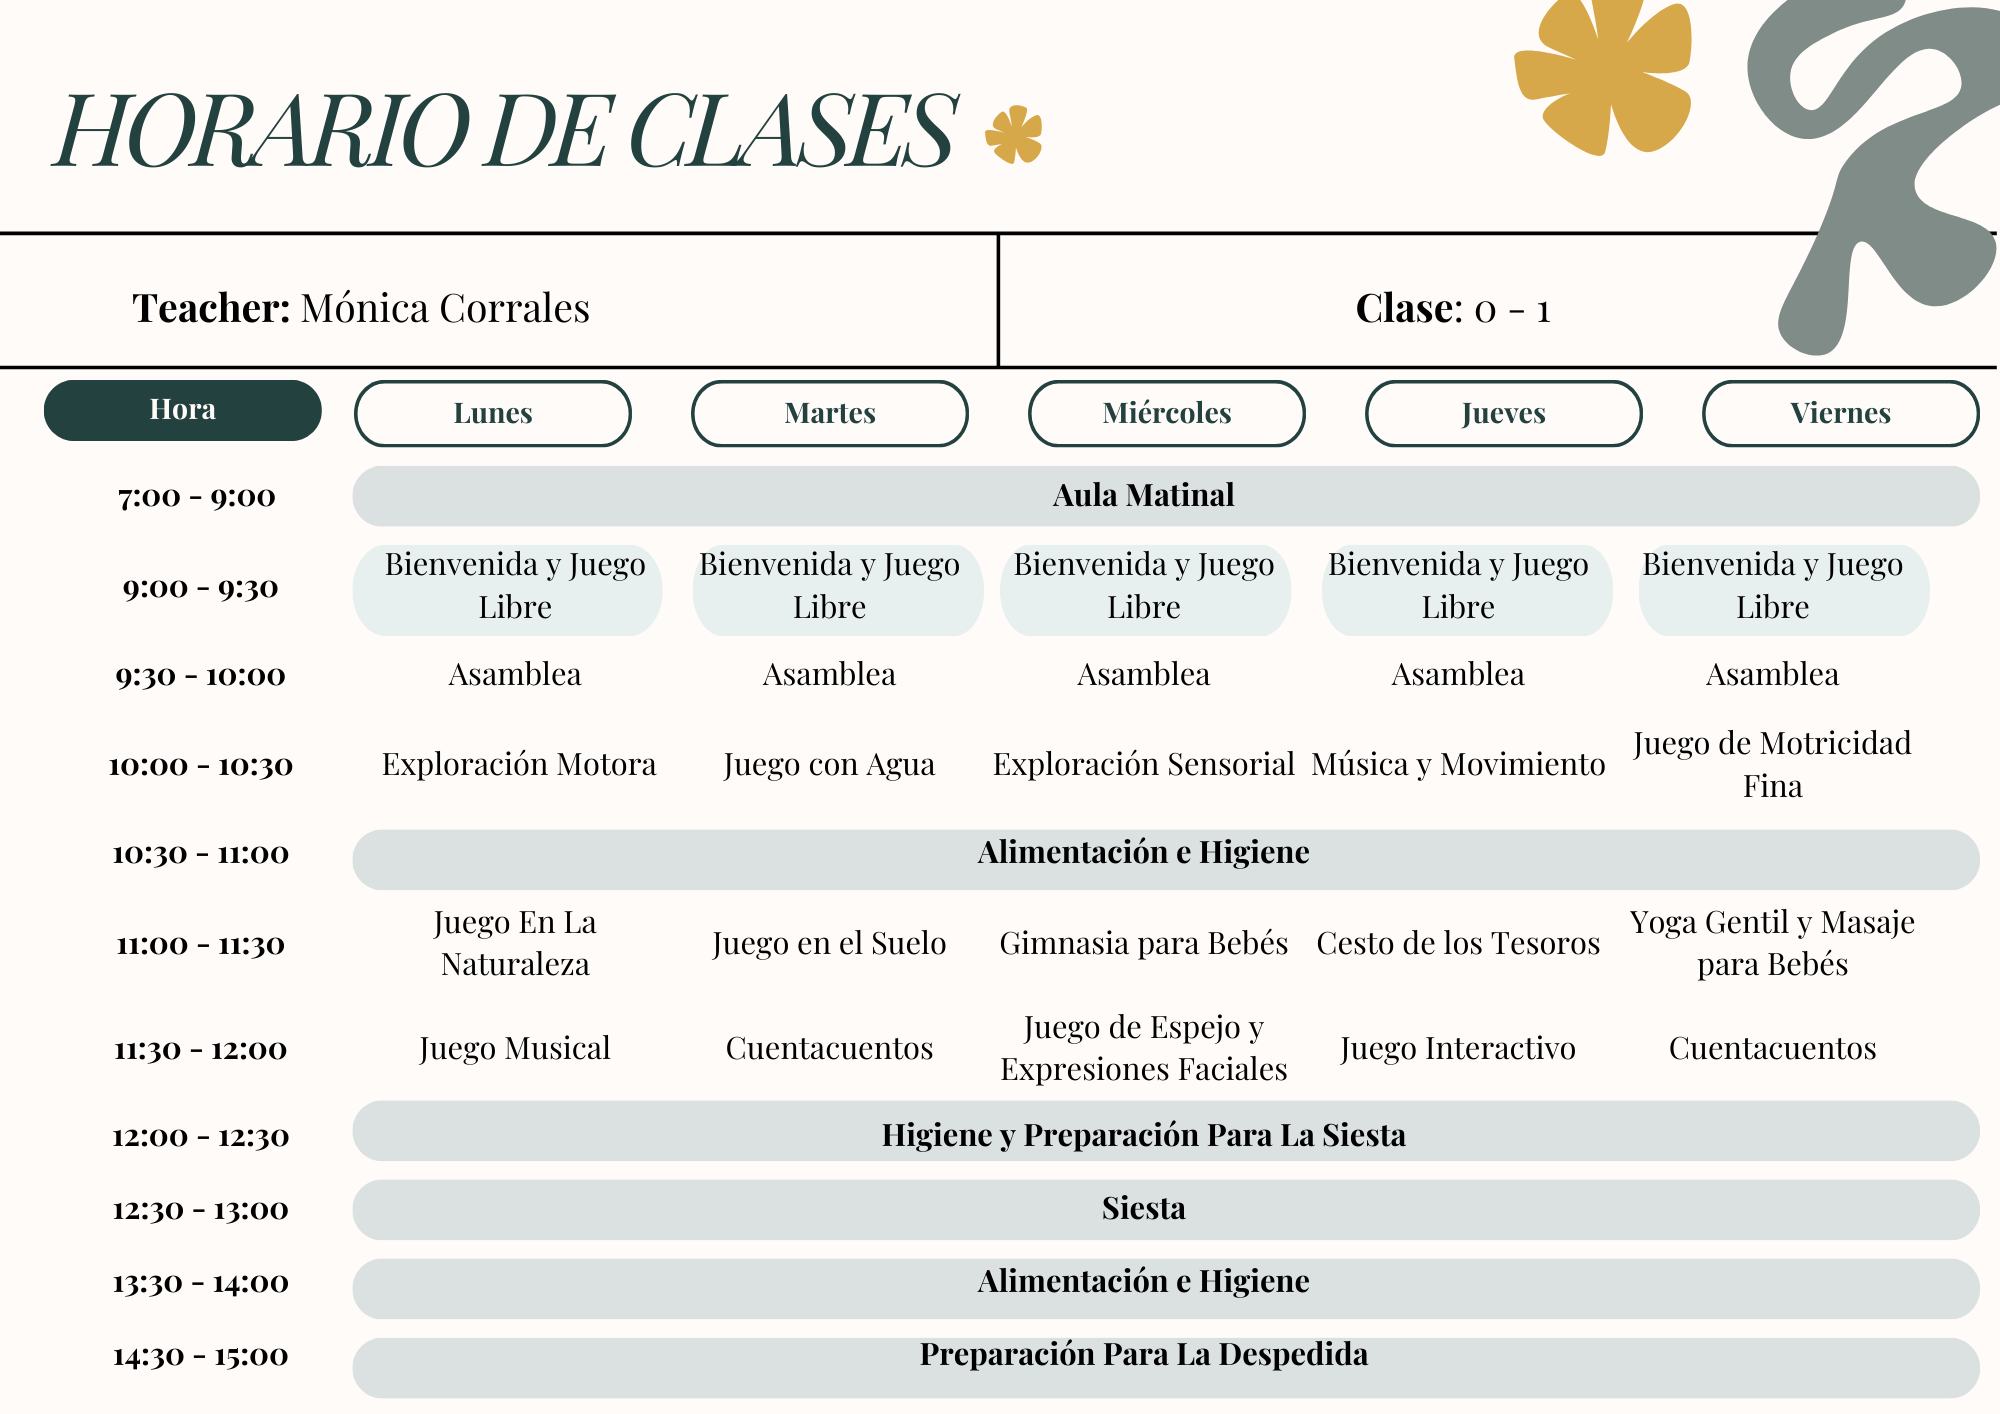 HORARIO DE CLASES
Teacher: Mónica Corrales
Clase: 0 - 1
Hora Lunes Martes Miércoles Jueves Viernes
7:00 - 9:00 Aula Matinal
9:00 - 9:30 Bienvenida y Juego Libre Bienvenida y Juego Libre Bienvenida y Juego Libre Bienvenida y Juego Libre Bienvenida y Juego Libre
9:30 - 10:00 Asamblea Asamblea Asamblea Asamblea Asamblea
10:00 - 10:30 Exploración Motora Juego con Agua Exploración Sensorial Música y Movimiento Juego de Motricidad Fina
10:30 - 11:00 Alimentación e Higiene
11:00 - 11:30 Juego En La Naturaleza Juego en el Suelo Gimnasia para Bebés Cesto de los Tesoros Yoga Gentil y Masaje para Bebés
11:30 - 12:00 Juego Musical Cuentacuentos Juego de Espejo y Expresiones Faciales Juego Interactivo Cuentacuentos
12:00 - 12:30 Higiene y Preparación Para La Siesta
12:30 - 13:00 Siesta
13:30 - 14:00 Alimentación e Higiene
14:30 - 15:00 Preparación Para La Despedida